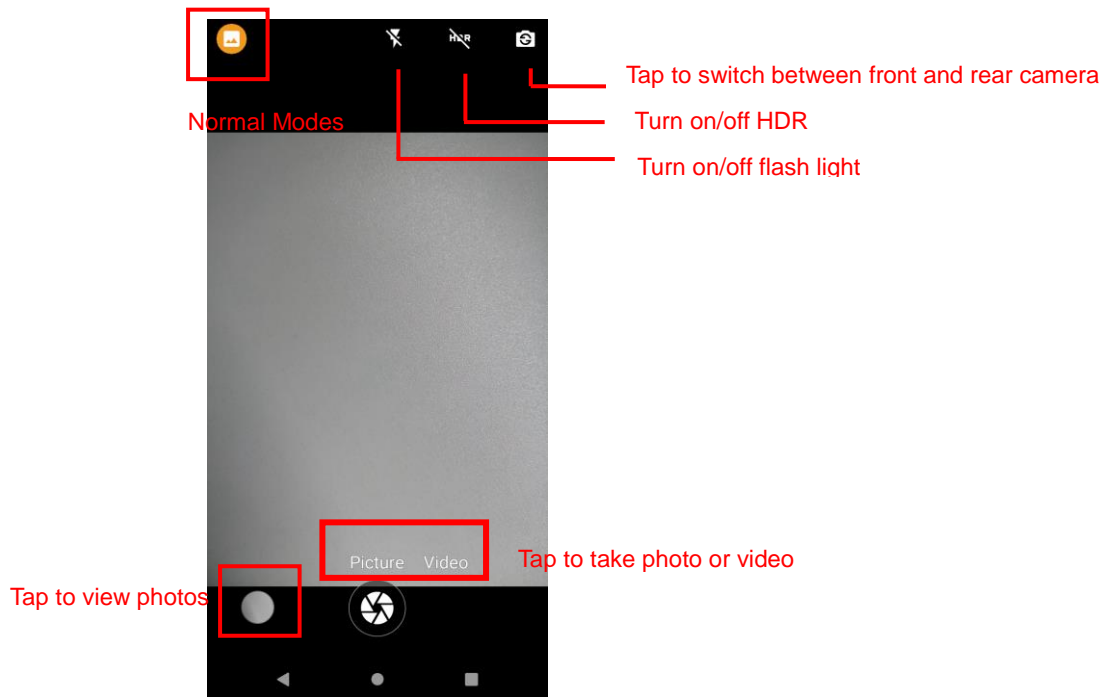 HDR
Tap to switch between front and rear camera
Normal Modes
Turn on/off HDR
Turn on/off flash light
Picture Video
Tap to take photo or video
Tap to view photos